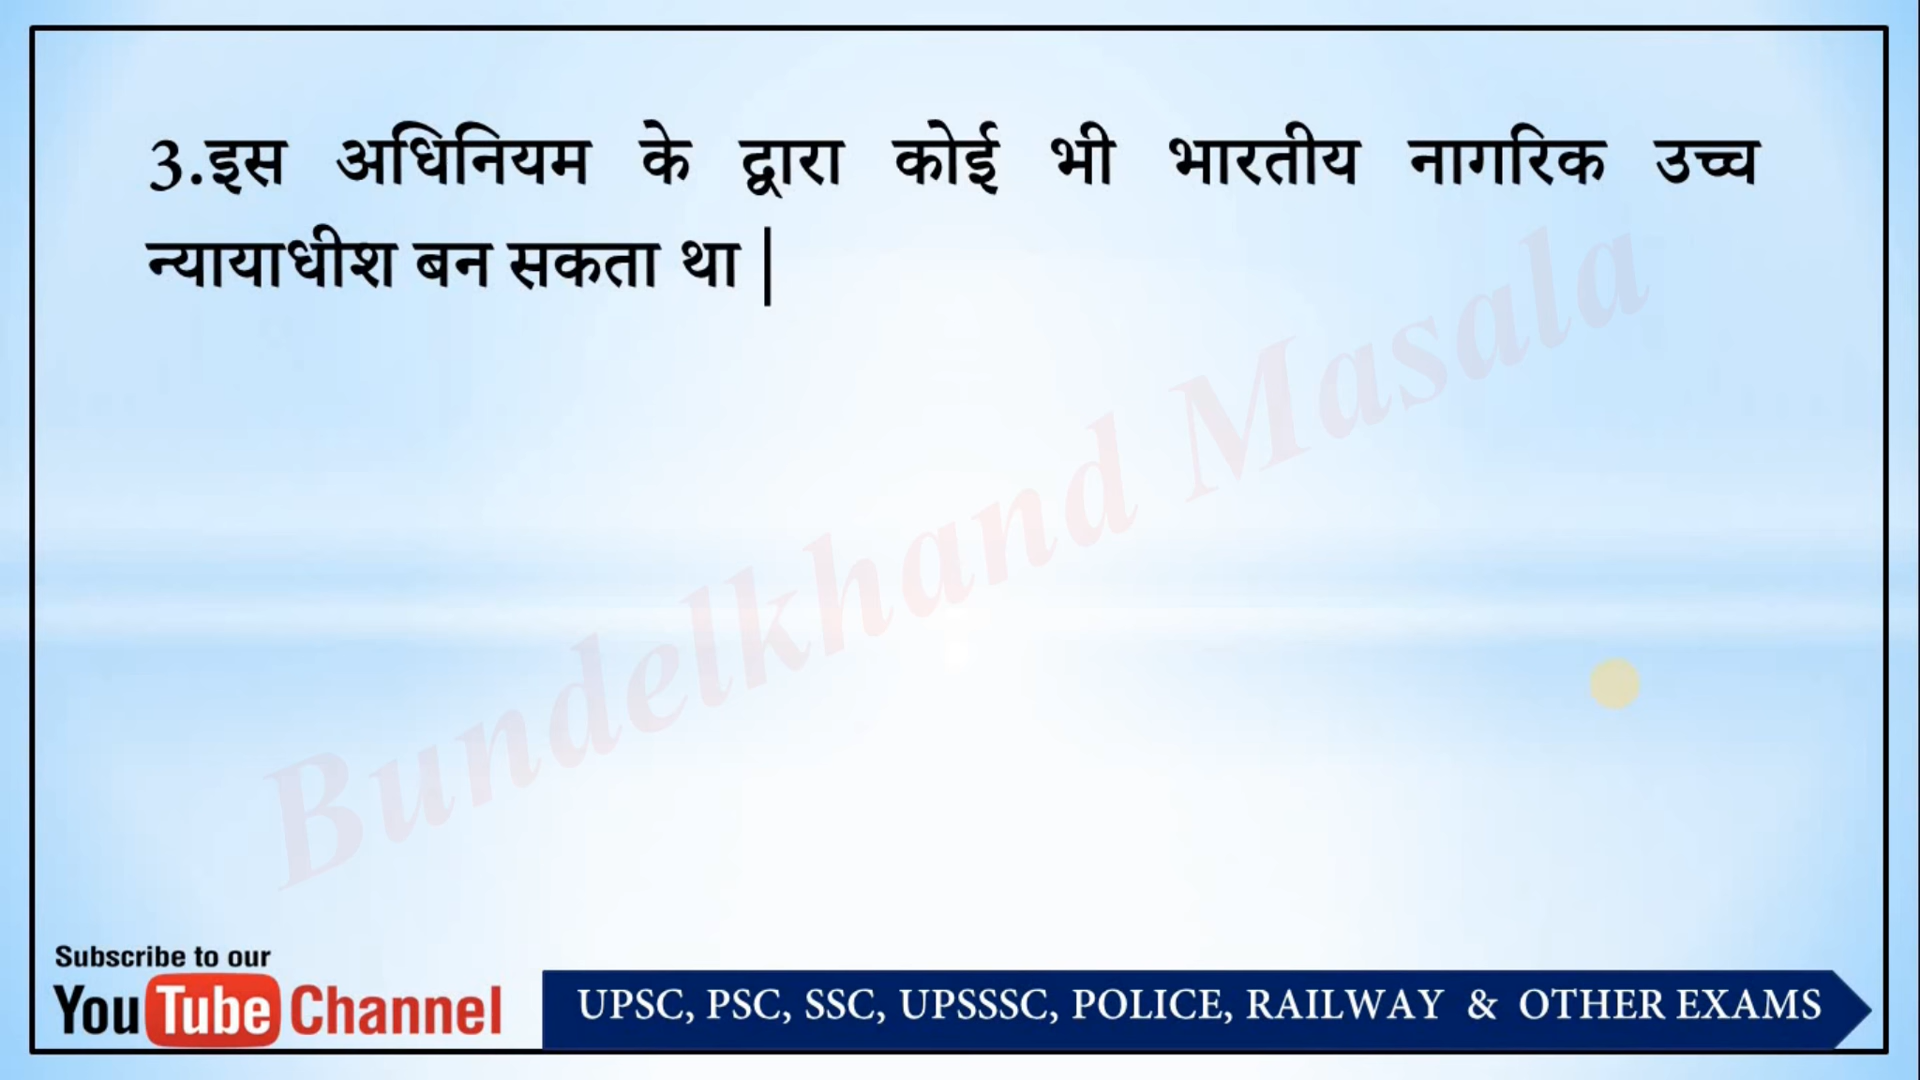 3.इस अधिनियम के द्वारा कोई भी भारतीय नागरिक उच्च
न्यायाधीश बन सकता था |
Bundelkhand Masala
Subscribe to our
YouTube Channel
UPSC, PSC, SSC, UPSSSC, POLICE, RAILWAY & OTHER EXAMS